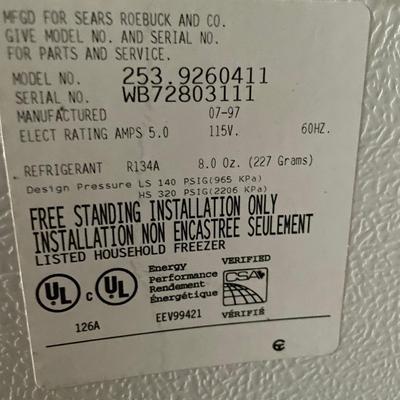 MFGD FOR SEARS ROEBUCK AND CO.
GIVE MODEL NO. AND SERIAL NO.
FOR PARTS AND SERVICE.
MODEL NO. 253.9260411
SERIAL NO. WB72803111
MANUFACTURED 07-97
ELECT RATING AMPS 5.0 115V. 60HZ.
REFRIGERANT R134A 8.0 Oz. (227 Grams)
Design Pressure LS 140 PSIG(965 KPa)
HS 320 PSIG(2206 KPa)
FREE STANDING INSTALLATION ONLY
INSTALLATION NON ENCASTREE SEULEMENT
LISTED HOUSEHOLD FREEZER
UL C UL
Energy
Performance
Rendement
Énergétique
VERIFIED
CSA
126A EEV99421 VÉRIFIÉ